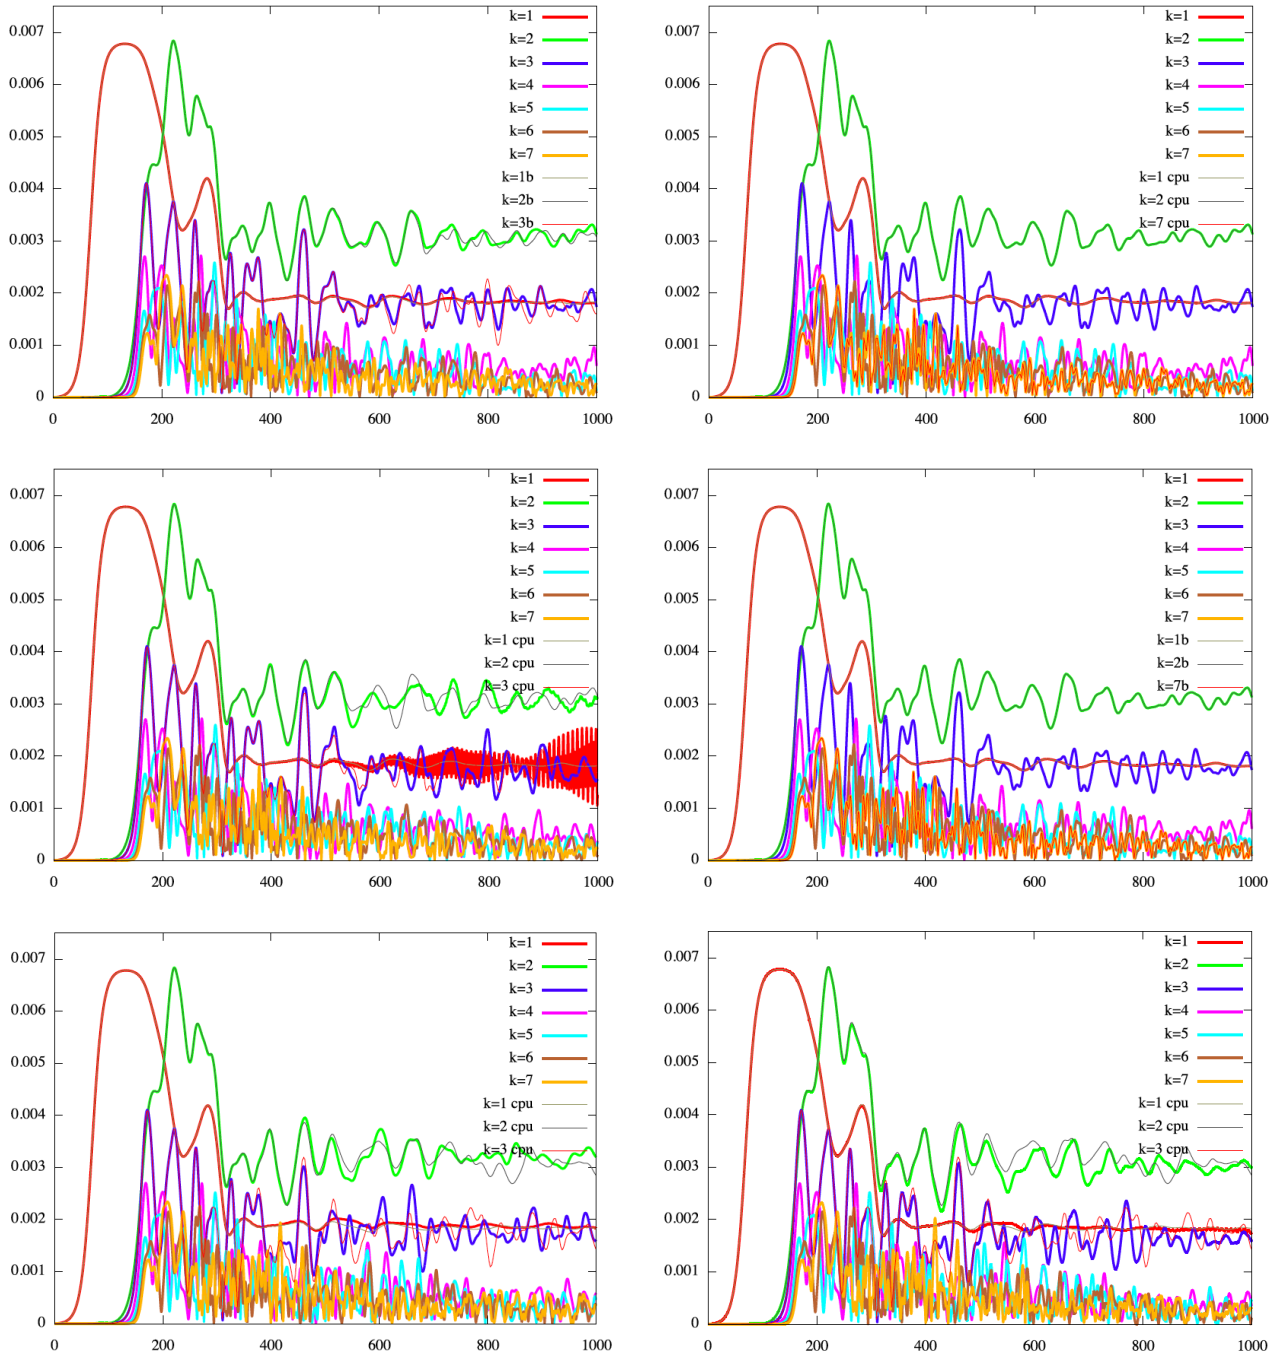 0.007
0.006
0.005
0.004
0.003
0.002
0.001
0
0
200
400
600
800
1000
k=1
k=2
k=3
k=4
k=5
k=6
k=7
k=1b
k=2b
k=3b
0.007
0.006
0.005
0.004
0.003
0.002
0.001
0
0
200
400
600
800
1000
k=1
k=2
k=3
k=4
k=5
k=6
k=7
k=1 cpu
k=2 cpu
k=7 cpu
0.007
0.006
0.005
0.004
0.003
0.002
0.001
0
0
200
400
600
800
1000
k=1
k=2
k=3
k=4
k=5
k=6
k=7
k=1 cpu
k=2 cpu
k=3 cpu
0.007
0.006
0.005
0.004
0.003
0.002
0.001
0
0
200
400
600
800
1000
k=1
k=2
k=3
k=4
k=5
k=6
k=7
k=1b
k=2b
k=7b
0.007
0.006
0.005
0.004
0.003
0.002
0.001
0
0
200
400
600
800
1000
k=1
k=2
k=3
k=4
k=5
k=6
k=7
k=1 cpu
k=2 cpu
k=3 cpu
0.007
0.006
0.005
0.004
0.003
0.002
0.001
0
0
200
400
600
800
1000
k=1
k=2
k=3
k=4
k=5
k=6
k=7
k=1 cpu
k=2 cpu
k=3 cpu